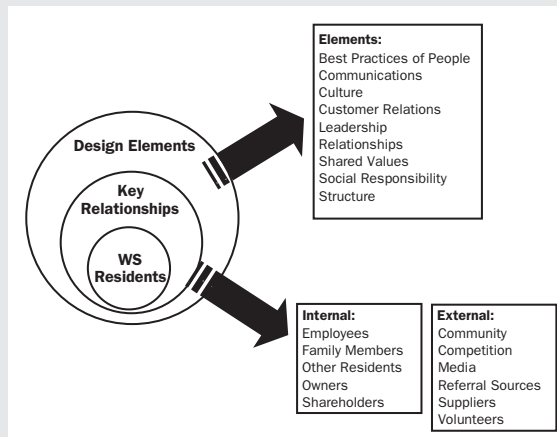 Design Elements
Key
Relationships
WS
Residents
Elements:
Best Practices of People
Communications
Culture
Customer Relations
Leadership
Relationships
Shared Values
Social Responsibility
Structure
Internal:
Employees
Family Members
Other Residents
Owners
Shareholders
External:
Community
Competition
Media
Referral Sources
Suppliers
Volunteers